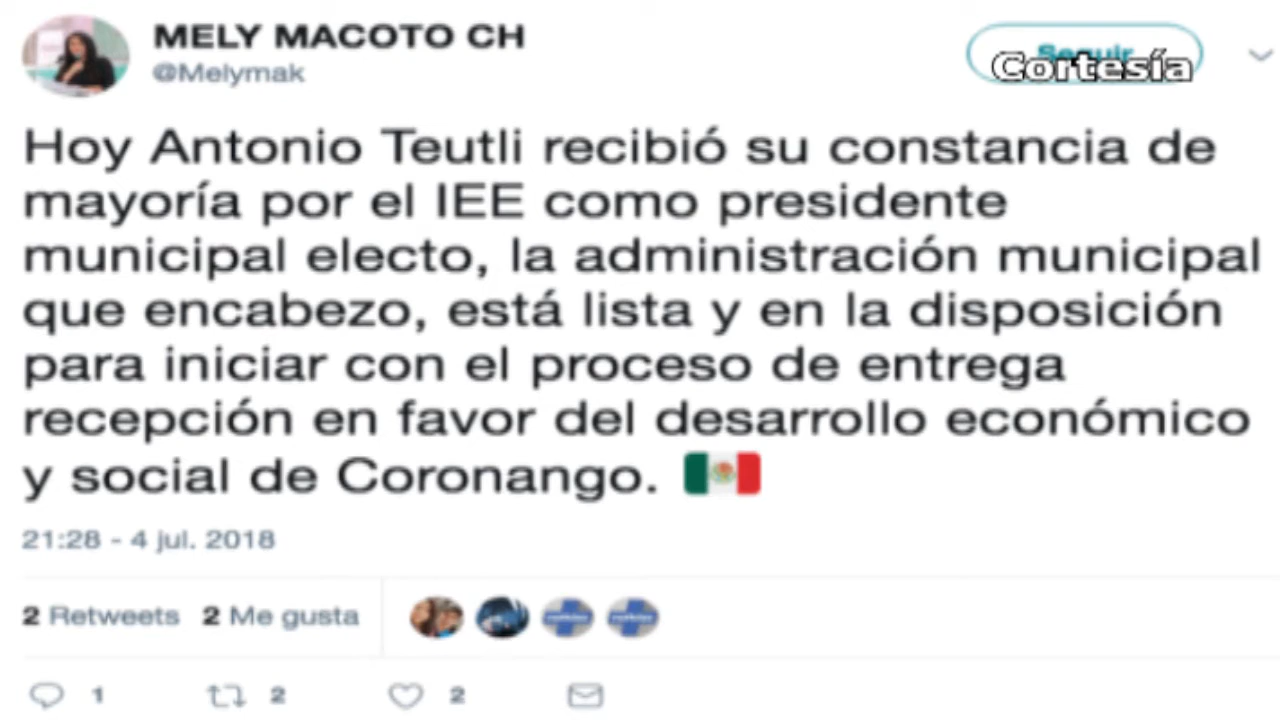 MELY MACOTO CH
@Melymak
Seguir
Cortesía
Hoy Antonio Teutli recibió su constancia de
mayoría por el IEE como presidente
municipal electo, la administración municipal
que encabezo, está lista y en la disposición
para iniciar con el proceso de entrega
recepción en favor del desarrollo económico
y social de Coronango.
21:28 - 4 jul. 2018
2 Retweets 2 Me gusta
1 2 2